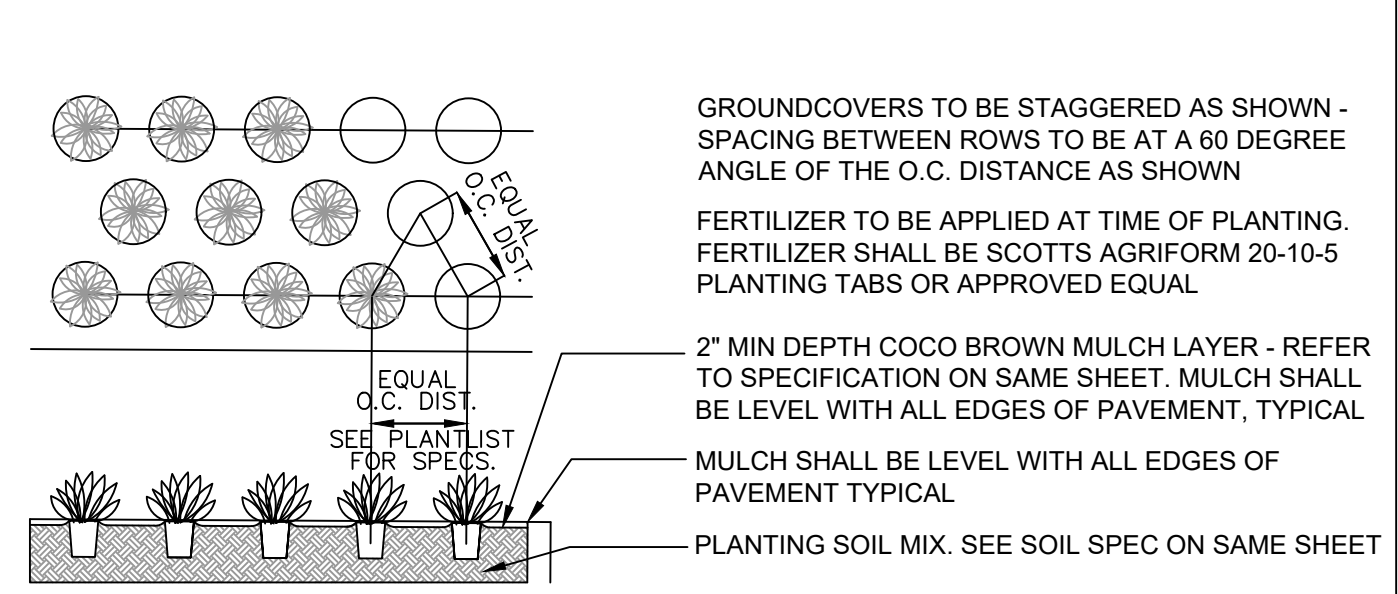 GROUNDCOVERS TO BE STAGGERED AS SHOWN -
SPACING BETWEEN ROWS TO BE AT A 60 DEGREE
ANGLE OF THE O.C. DISTANCE AS SHOWN
EQUAL
O.C. DIST.
FERTILIZER TO BE APPLIED AT TIME OF PLANTING.
FERTILIZER SHALL BE SCOTTS AGRIFORM 20-10-5
PLANTING TABS OR APPROVED EQUAL
2" MIN DEPTH COCO BROWN MULCH LAYER - REFER
TO SPECIFICATION ON SAME SHEET. MULCH SHALL
BE LEVEL WITH ALL EDGES OF PAVEMENT, TYPICAL
EQUAL
O.C. DIST.
SEE PLANTLIST
FOR SPECS.
MULCH SHALL BE LEVEL WITH ALL EDGES OF
PAVEMENT TYPICAL
PLANTING SOIL MIX. SEE SOIL SPEC ON SAME SHEET